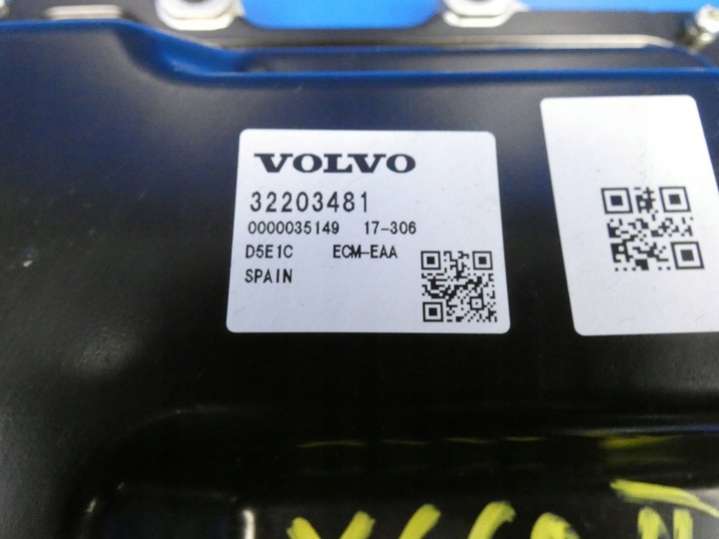 VOLVO
32203481
0000035149 17-306
D5E1C ECM-EAA
SPAIN